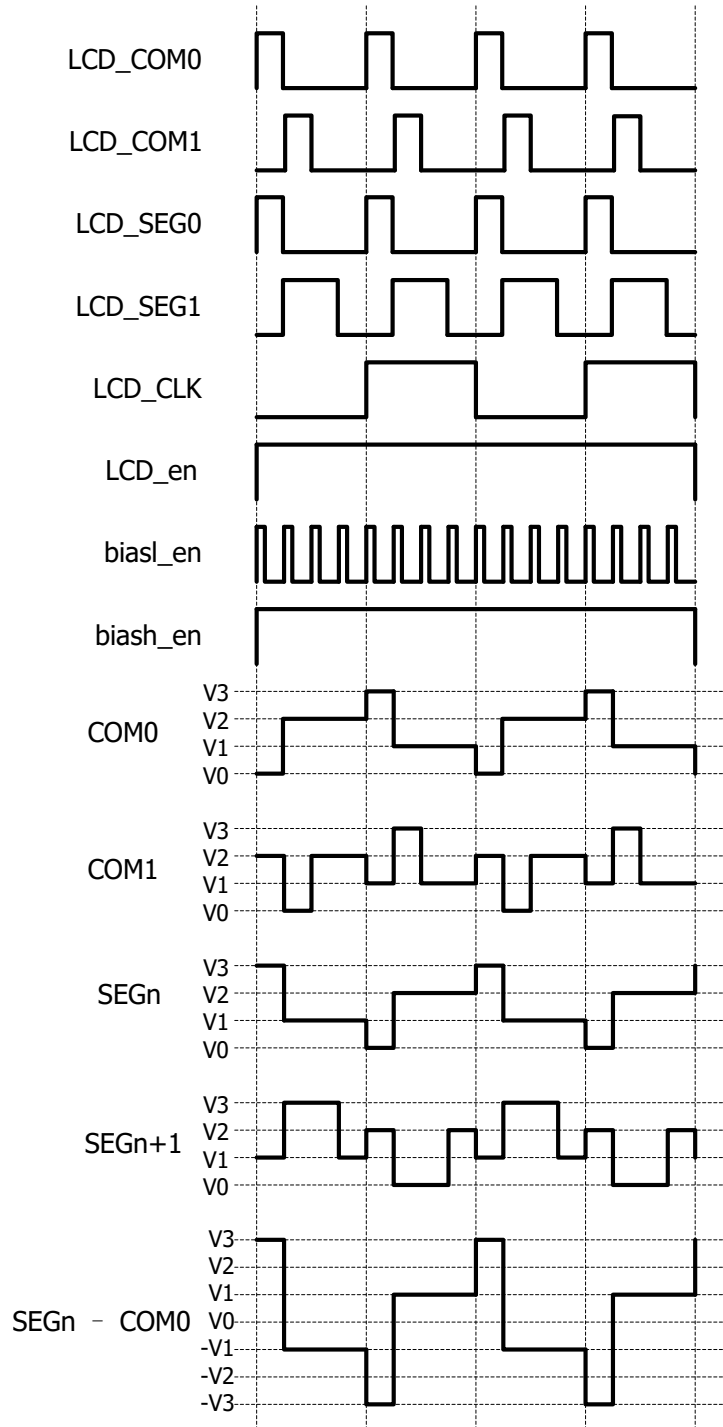 LCD_COM0
LCD_COM1
LCD_SEG0
LCD_SEG1
LCD_CLK
LCD_en
biasl_en
biash_en
V3
V2
COM0
V1
V0
V3
V2
COM1
V1
V0
V3
SEGn
V2
V1
V0
V3
V2
SEGn+1
V1
V0
V3
V2
V1
SEGn - COM0 V0
-V1
-V2
-V3